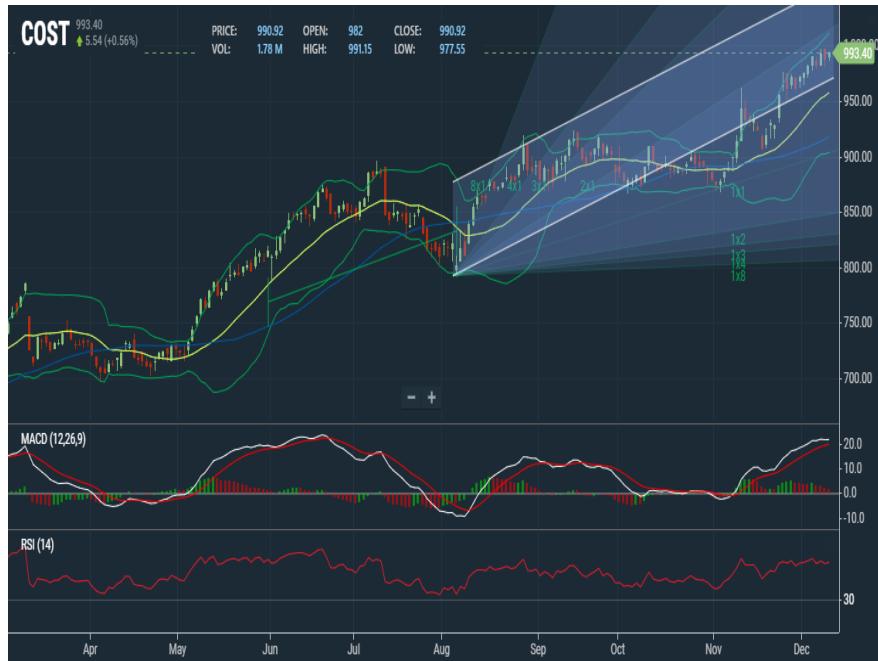 COST 993.40
5.54 (+0.56%)
PRICE: 990.92 OPEN: 982 CLOSE: 990.92
VOL: 1.78 M HIGH: 991.15 LOW: 977.55
993.40
950.00
900.00
850.00
800.00
750.00
700.00
8x1 4x1 2x1
1x1
1x2
1x3
1x4
1x8
− +
MACD (12,26,9)
20.0
10.0
0.0
-10.0
RSI (14)
30
Apr May Jun Jul Aug Sep Oct Nov Dec